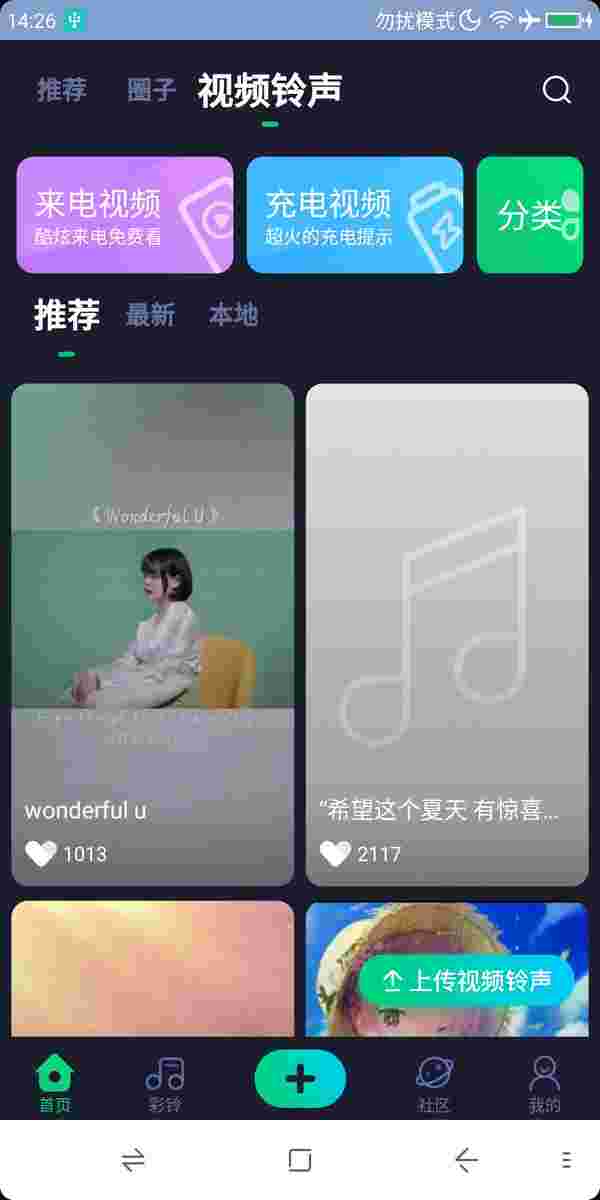 14:26 勿扰模式
推荐 圈子 视频铃声
来电视频 充电视频 分类
酷炫来电免费看 超火的充电提示
推荐 最新 本地
《Wonderful U》
wonderful u
1013
“希望这个夏天 有惊喜...
2117
上传视频铃声
首页 彩铃 社区 我的